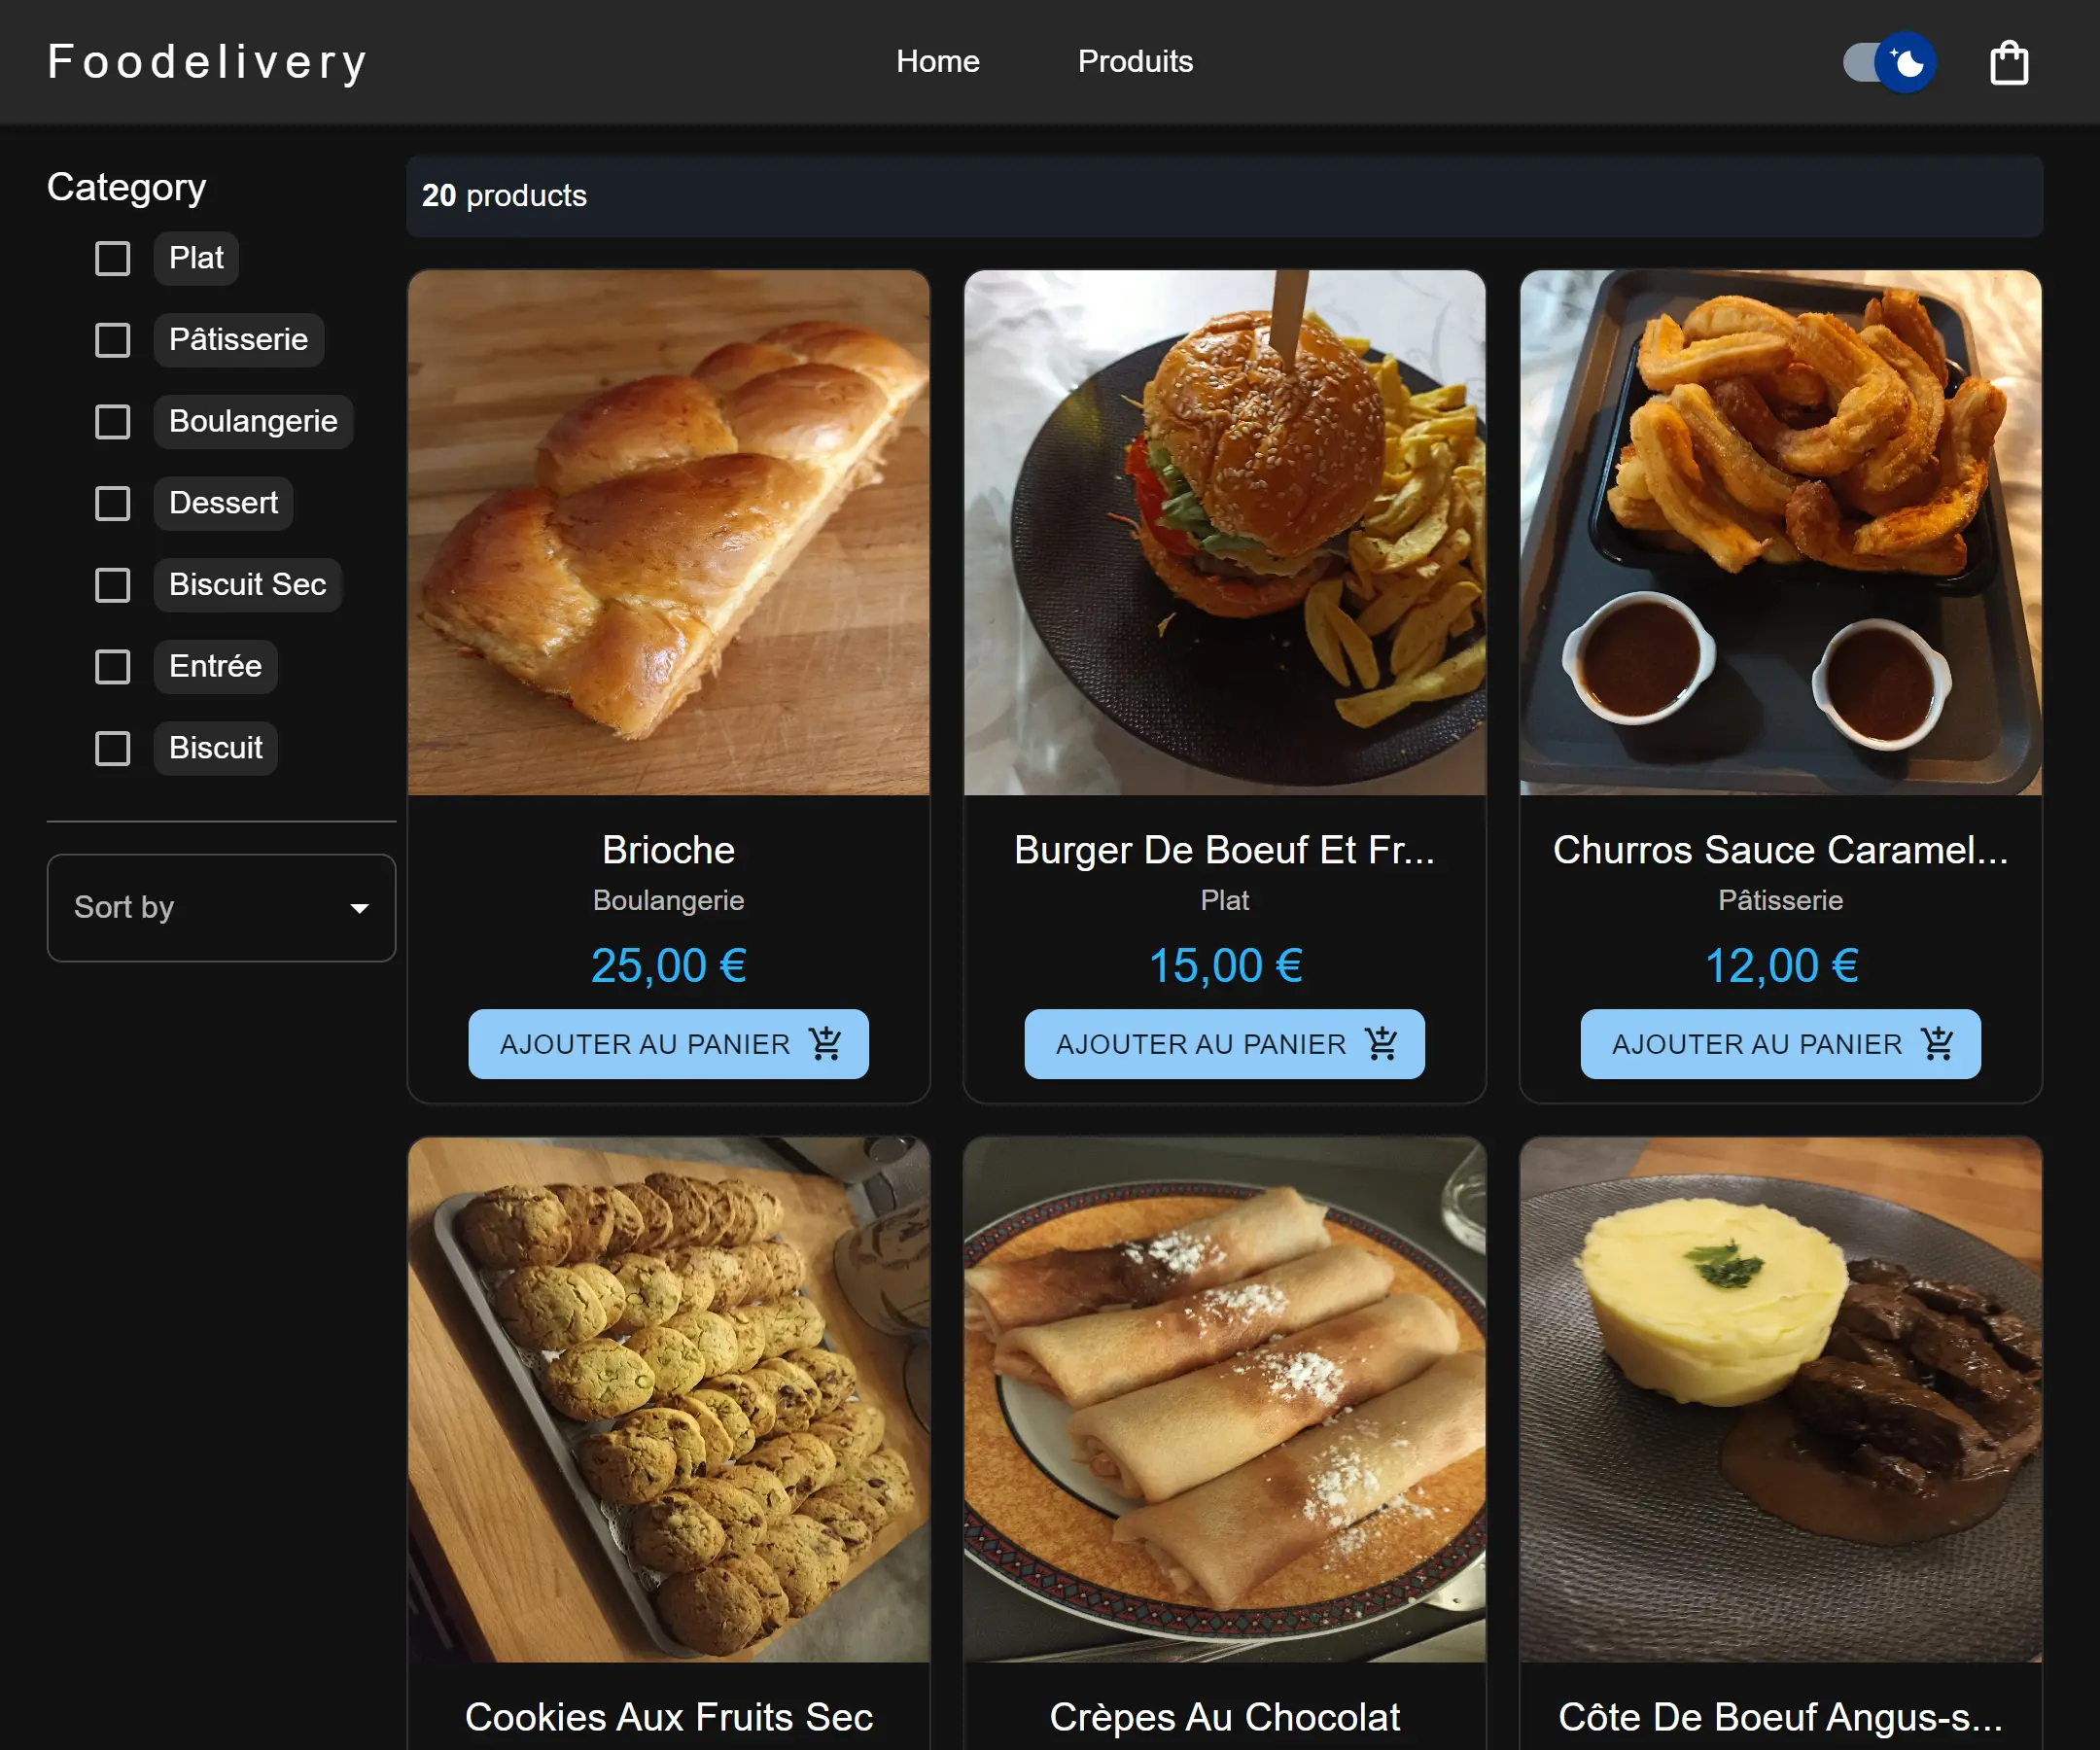 Foodelivery
Home
Produits
Category
Plat
Pâtisserie
Boulangerie
Dessert
Biscuit Sec
Entrée
Biscuit
Sort by
20 products
Brioche
Boulangerie
25,00 €
AJOUTER AU PANIER
Burger De Boeuf Et Fr...
Plat
15,00 €
AJOUTER AU PANIER
Churros Sauce Caramel...
Pâtisserie
12,00 €
AJOUTER AU PANIER
Cookies Aux Fruits Sec
Crèpes Au Chocolat
Côte De Boeuf Angus-s...